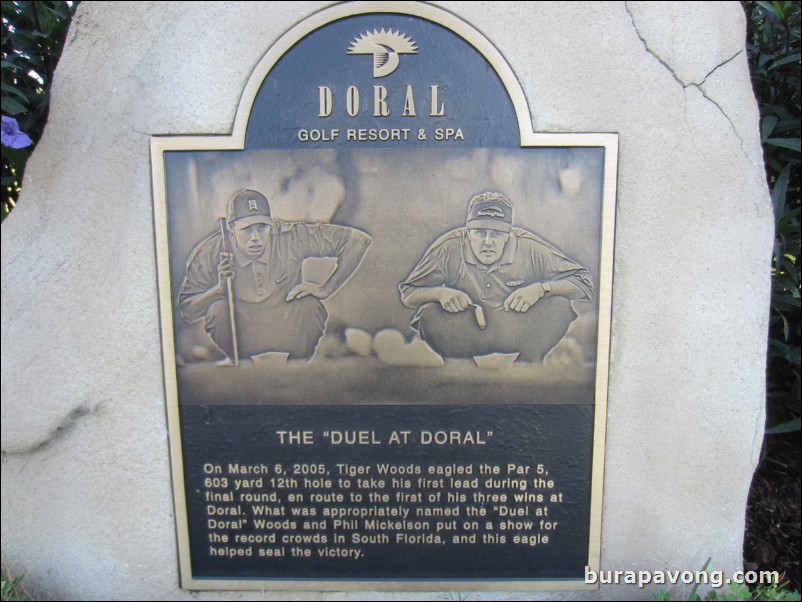 DORAL
GOLF RESORT & SPA
THE "DUEL AT DORAL"
On March 6, 2005, Tiger Woods eagled the Par 5,
603 yard 12th hole to take his first lead during the
final round, en route to the first of his three wins at
Doral. What was appropriately named the "Duel at
Doral" Woods and Phil Mickelson put on a show for
the record crowds in South Florida, and this eagle
helped seal the victory.
burapavong.com